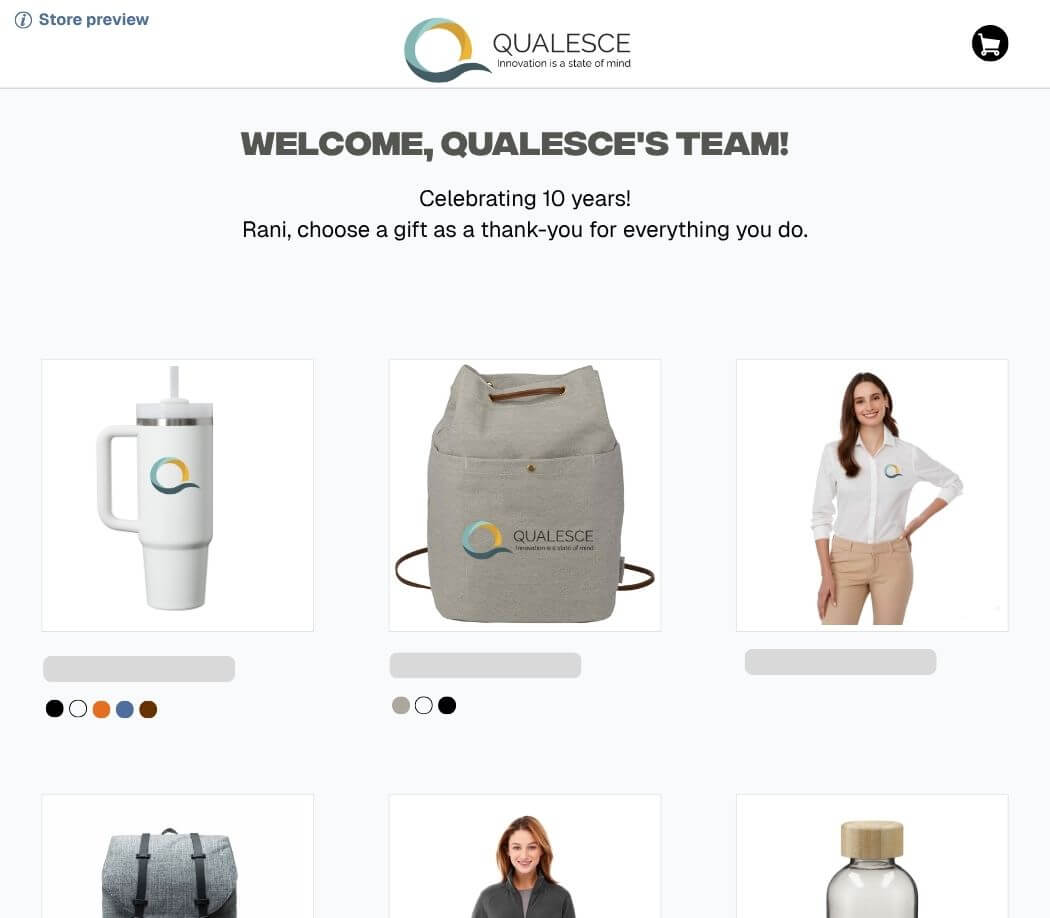 Store preview
QUALESCE
Innovation is a state of mind
WELCOME, QUALESCE'S TEAM!
Celebrating 10 years!
Rani, choose a gift as a thank-you for everything you do.
QUALESCE
Innovation is a state of mind